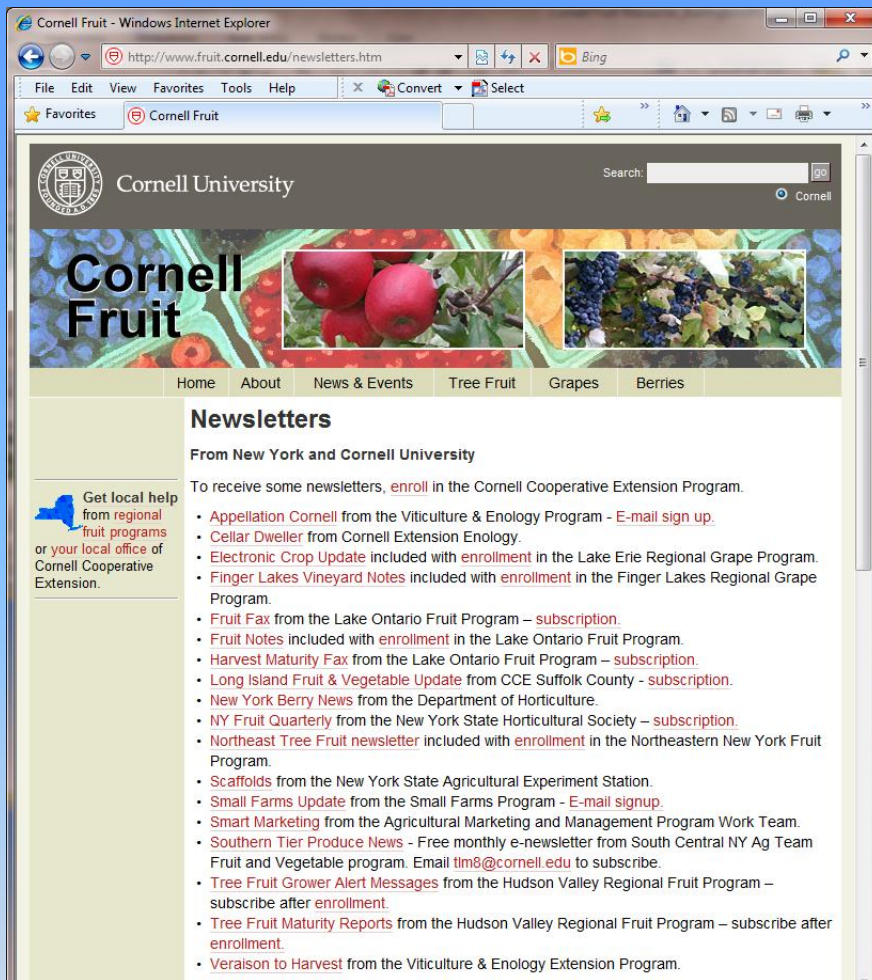 Cornell Fruit - Windows Internet Explorer
http://www.fruit.cornell.edu/newsletters.htm
Bing
File Edit View Favorites Tools Help
Convert
Select
Favorites
Cornell Fruit
Cornell University
Search:
go
Cornell
Cornell
Fruit
Home About News & Events Tree Fruit Grapes Berries
Get local help
from regional
fruit programs
or your local office of
Cornell Cooperative
Extension.
Newsletters
From New York and Cornell University
To receive some newsletters, enroll in the Cornell Cooperative Extension Program.
• Appellation Cornell from the Viticulture & Enology Program - E-mail sign up.
• Cellar Dweller from Cornell Extension Enology.
• Electronic Crop Update included with enrollment in the Lake Erie Regional Grape Program.
• Finger Lakes Vineyard Notes included with enrollment in the Finger Lakes Regional Grape
Program.
• Fruit Fax from the Lake Ontario Fruit Program – subscription.
• Fruit Notes included with enrollment in the Lake Ontario Fruit Program.
• Harvest Maturity Fax from the Lake Ontario Fruit Program – subscription.
• Long Island Fruit & Vegetable Update from CCE Suffolk County - subscription.
• New York Berry News from the Department of Horticulture.
• NY Fruit Quarterly from the New York State Horticultural Society – subscription.
• Northeast Tree Fruit newsletter included with enrollment in the Northeastern New York Fruit
Program.
• Scaffolds from the New York State Agricultural Experiment Station.
• Small Farms Update from the Small Farms Program - E-mail signup.
• Smart Marketing from the Agricultural Marketing and Management Program Work Team.
• Southern Tier Produce News - Free monthly e-newsletter from South Central NY Ag Team
Fruit and Vegetable program. Email tlm8@cornell.edu to subscribe.
• Tree Fruit Grower Alert Messages from the Hudson Valley Regional Fruit Program –
subscribe after enrollment.
• Tree Fruit Maturity Reports from the Hudson Valley Regional Fruit Program – subscribe after
enrollment.
• Veraison to Harvest from the Viticulture & Enology Extension Program.